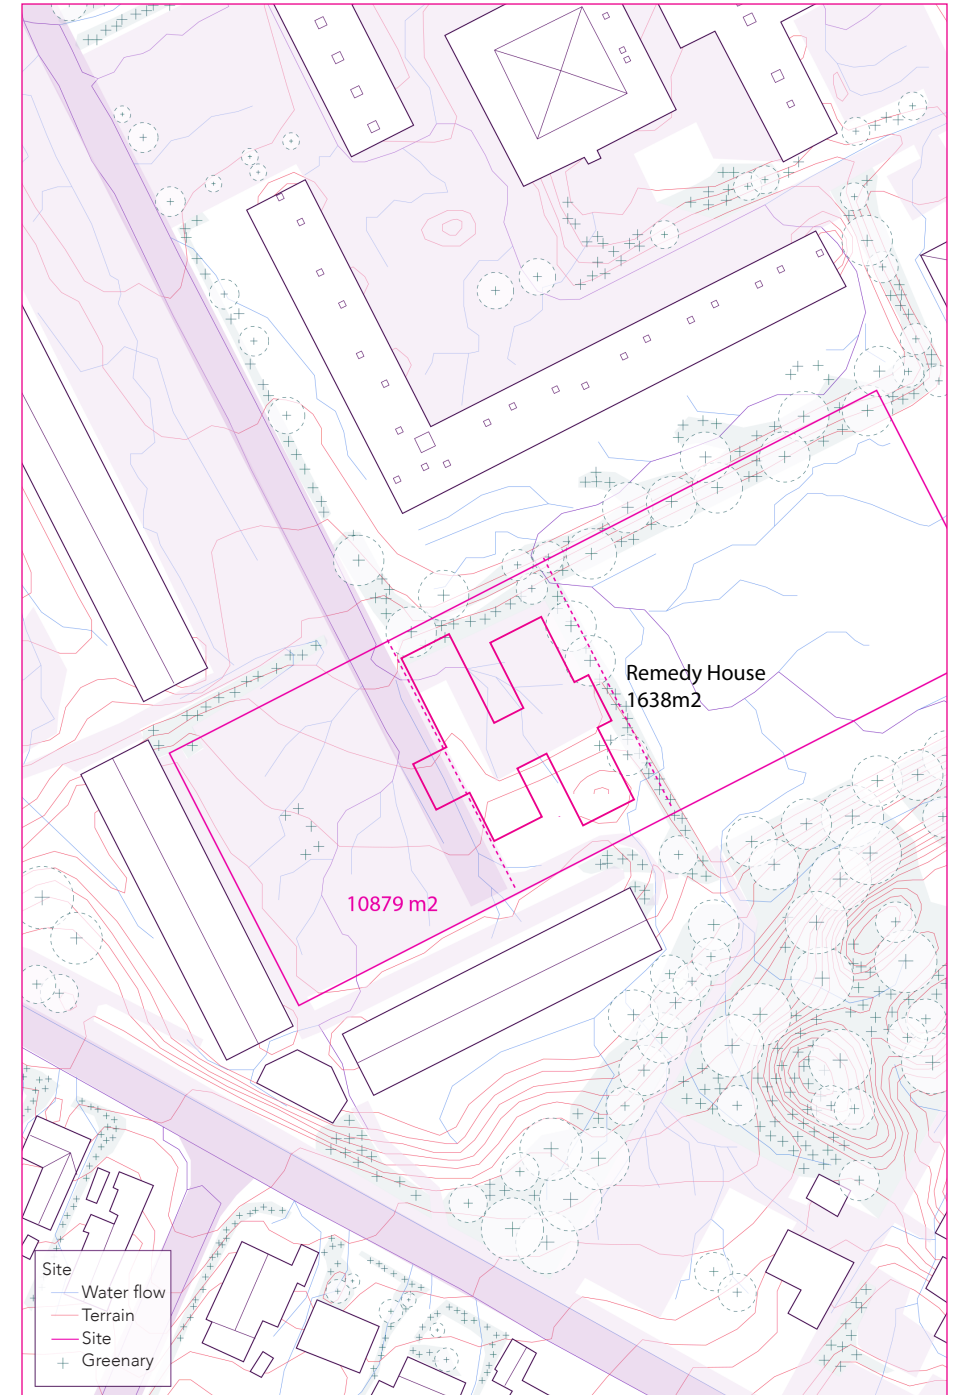 Remedy House
1638m2
10879 m2
Site
Water flow
Terrain
Site
Greenary